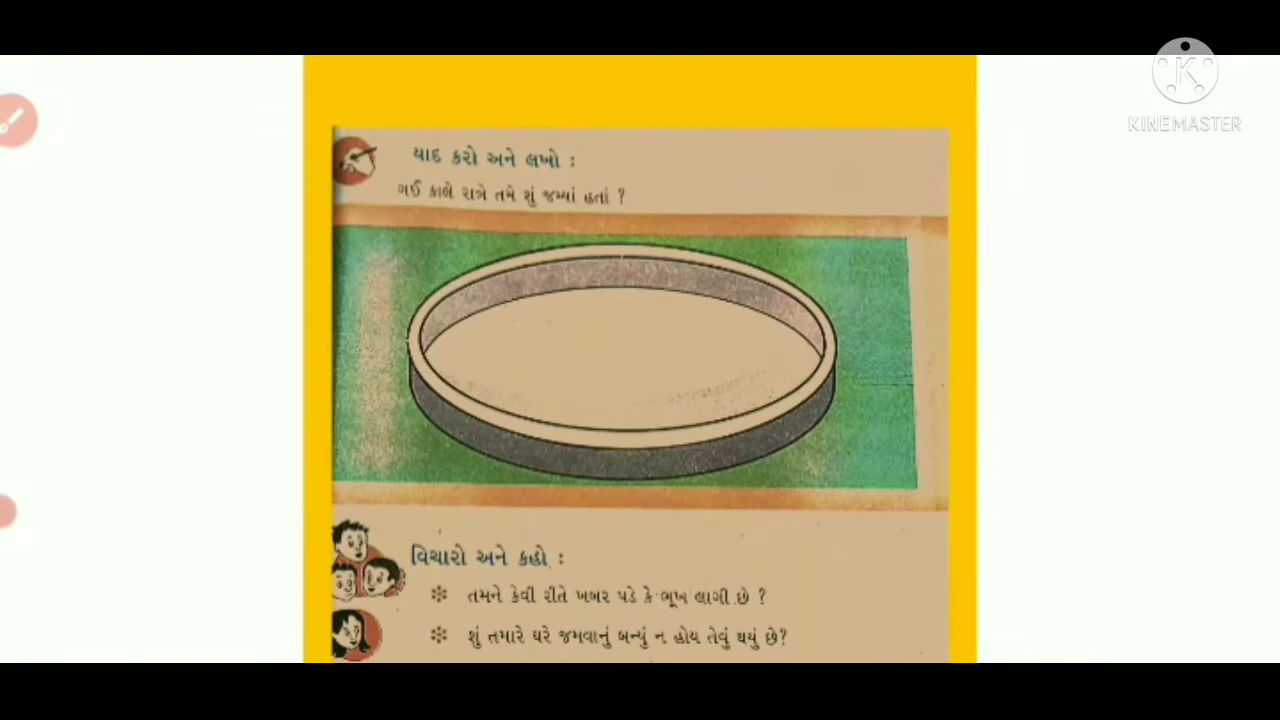 KINEMASTER
યાદ કરો અને લખો :
ગઈ કાલે રાત્રે તમે શું જમ્યાં હતાં ?
વિચારો અને કહો :
❇ તમને કેવી રીતે ખબર પડે કે ભૂખ લાગી છે ?
❇ શું તમારે ઘરે જમવાનું બન્યું ન હોય તેવું થયું છે?